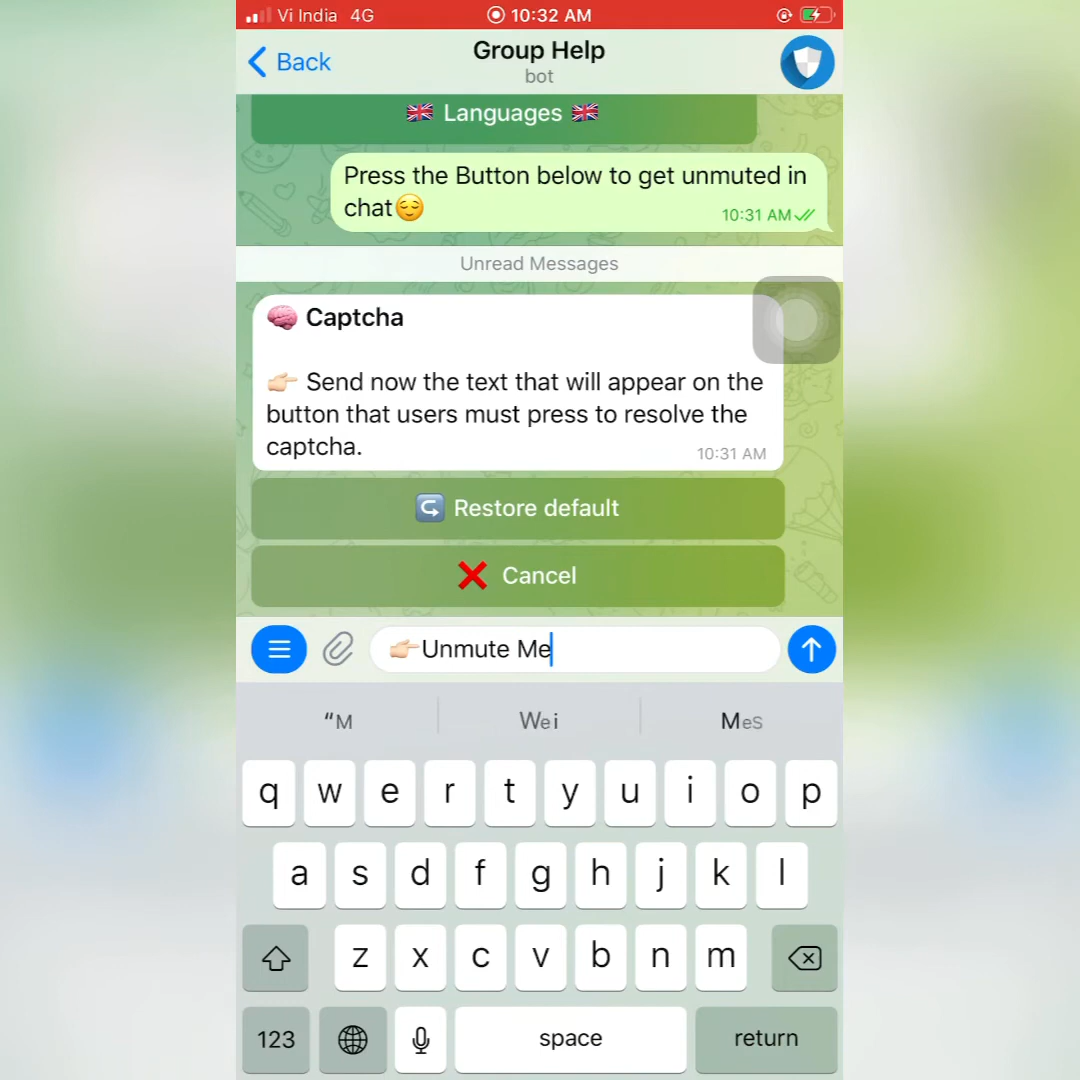 Vi India 4G 10:32 AM
Back
Group Help
bot
🇬🇧 Languages 🇬🇧
Press the Button below to get unmuted in
chat😌
10:31 AM
Unread Messages
🧠 Captcha
👉🏻 Send now the text that will appear on the
button that users must press to resolve the
captcha.
10:31 AM
Restore default
❌ Cancel
👉🏻Unmute Me
“M Wei Mes
q w e r t y u i o p
a s d f g h j k l
z x c v b n m
123 space return